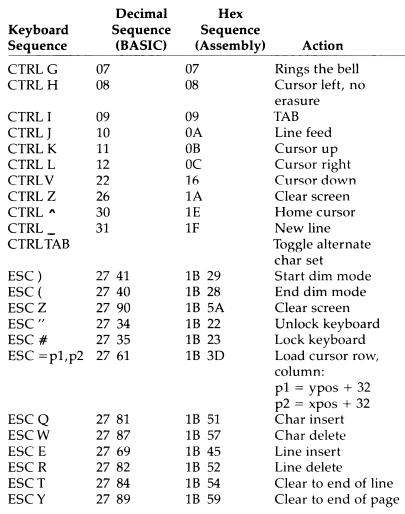 Decimal Hex
Keyboard Sequence Sequence
Sequence (BASIC) (Assembly) Action
CTRL G 07 07 Rings the bell
CTRL H 08 08 Cursor left, no
erasure
CTRL I 09 09 TAB
CTRL J 10 0A Line feed
CTRL K 11 0B Cursor up
CTRL L 12 0C Cursor right
CTRL V 22 16 Cursor down
CTRL Z 26 1A Clear screen
CTRL ^ 30 1E Home cursor
CTRL _ 31 1F New line
CTRL TAB Toggle alternate
char set
ESC ) 27 41 1B 29 Start dim mode
ESC ( 27 40 1B 28 End dim mode
ESC Z 27 90 1B 5A Clear screen
ESC " 27 34 1B 22 Unlock keyboard
ESC # 27 35 1B 23 Lock keyboard
ESC =p1,p2 27 61 1B 3D Load cursor row,
column:
p1 = ypos + 32
p2 = xpos + 32
ESC Q 27 81 1B 51 Char insert
ESC W 27 87 1B 57 Char delete
ESC E 27 69 1B 45 Line insert
ESC R 27 82 1B 52 Line delete
ESC T 27 84 1B 54 Clear to end of line
ESC Y 27 89 1B 59 Clear to end of page